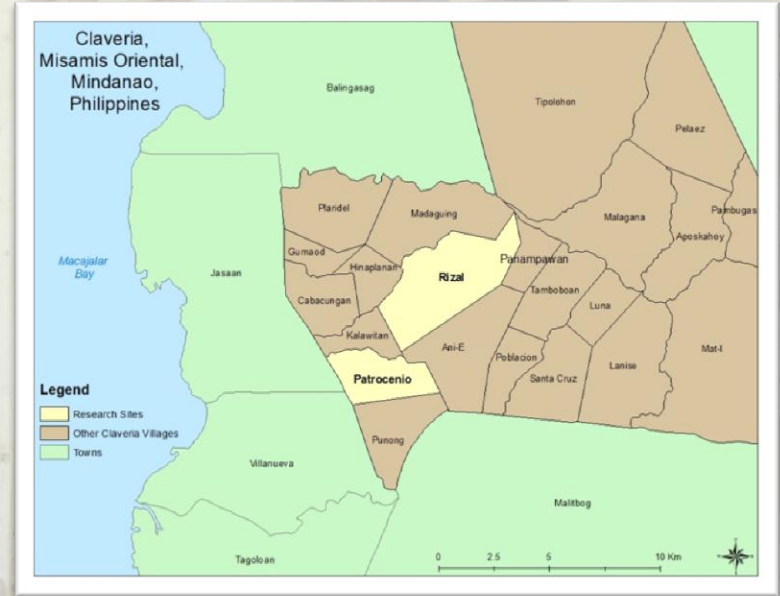 Claveria,
Misamis Oriental,
Mindanao,
Philippines
Balingasag
Tipolohon
Pelaez
Plaridel
Madaguing
Malagana
Pambugas
Aposkahoy
Gumaod
Hinaplanan
Panampawan
Macajalar
Bay
Jasaan
Rizal
Cabacungan
Tamboboan
Luna
Kalawitan
Ani-E
Poblacion
Mat-I
Lanise
Santa Cruz
Patrocenio
Legend
Research Sites
Other Claveria Villages
Towns
Punong
Villanueva
Malitbog
Tagoloan
0 2.5 5 10 Km